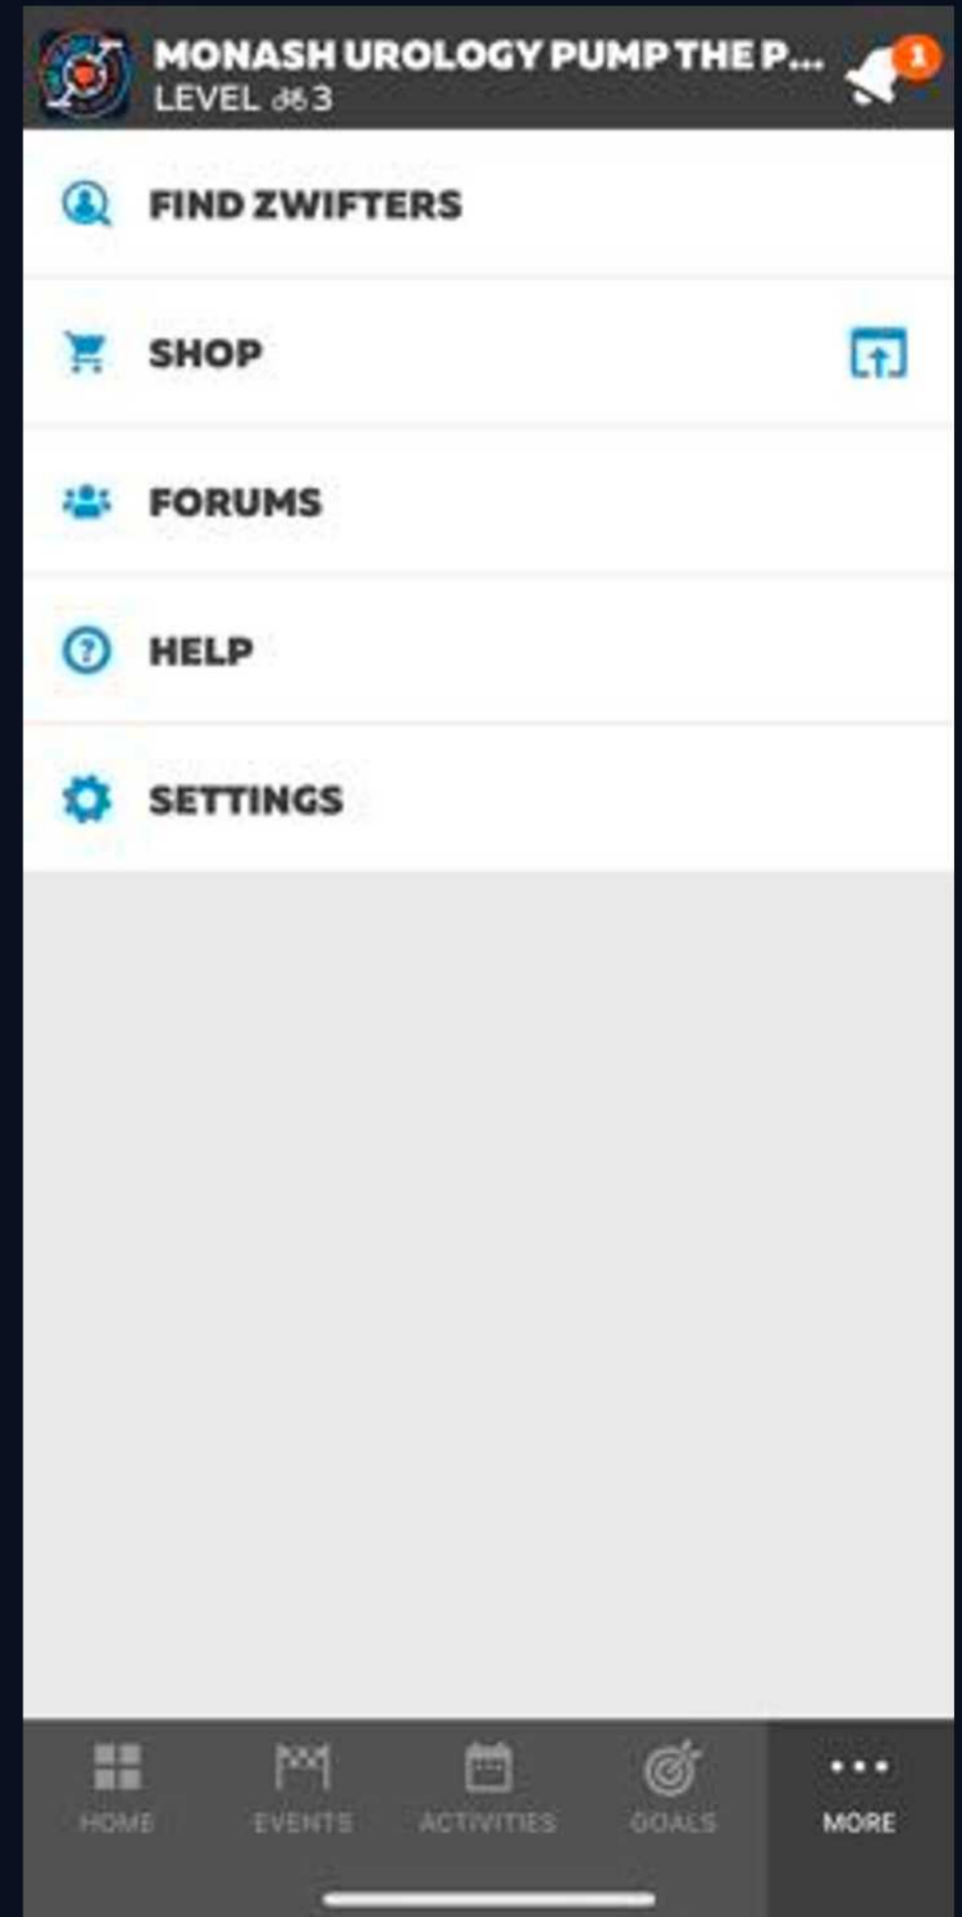 MONASH UROLOGY PUMP THE P...
1
LEVEL 3
FIND ZWIFTERS
SHOP
FORUMS
HELP
SETTINGS
HOME
EVENTS
ACTIVITIES
GOALS
MORE